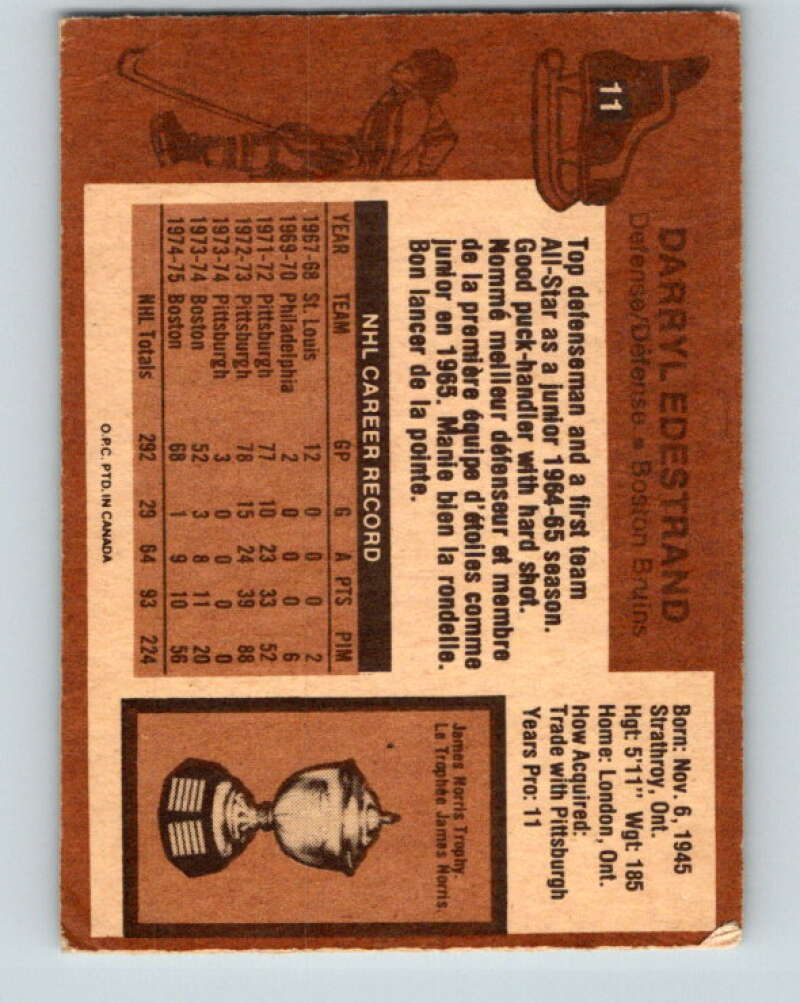 11
DARRYL EDESTRAND
Defense/Défense • Boston Bruins
Top defenseman and a first team
All-Star as a junior 1964-65 season.
Good puck-handler with hard shot.
Nommé meilleur défenseur et membre
de la première équipe d'étoiles comme
junior en 1965. Manie bien la rondelle.
Bon lancer de la pointe.
Born: Nov. 6, 1945
Strathroy, Ont.
Hgt: 5'11" Wgt: 185
Home: London, Ont.
How Acquired:
Trade with Pittsburgh
Years Pro: 11
NHL CAREER RECORD
YEAR TEAM GP G A PTS PIM
1967-68 St. Louis 12 0 0 0 2
1969-70 Philadelphia 2 0 0 0 6
1971-72 Pittsburgh 77 10 23 33 52
1972-73 Pittsburgh 78 15 24 39 88
1973-74 Pittsburgh 3 0 0 0 0
1973-74 Boston 52 3 8 11 20
1974-75 Boston 68 1 9 10 56
NHL Totals 292 29 64 93 224
James Norris Trophy.
Le Trophée James Norris.
O.P.C. PTD. IN CANADA